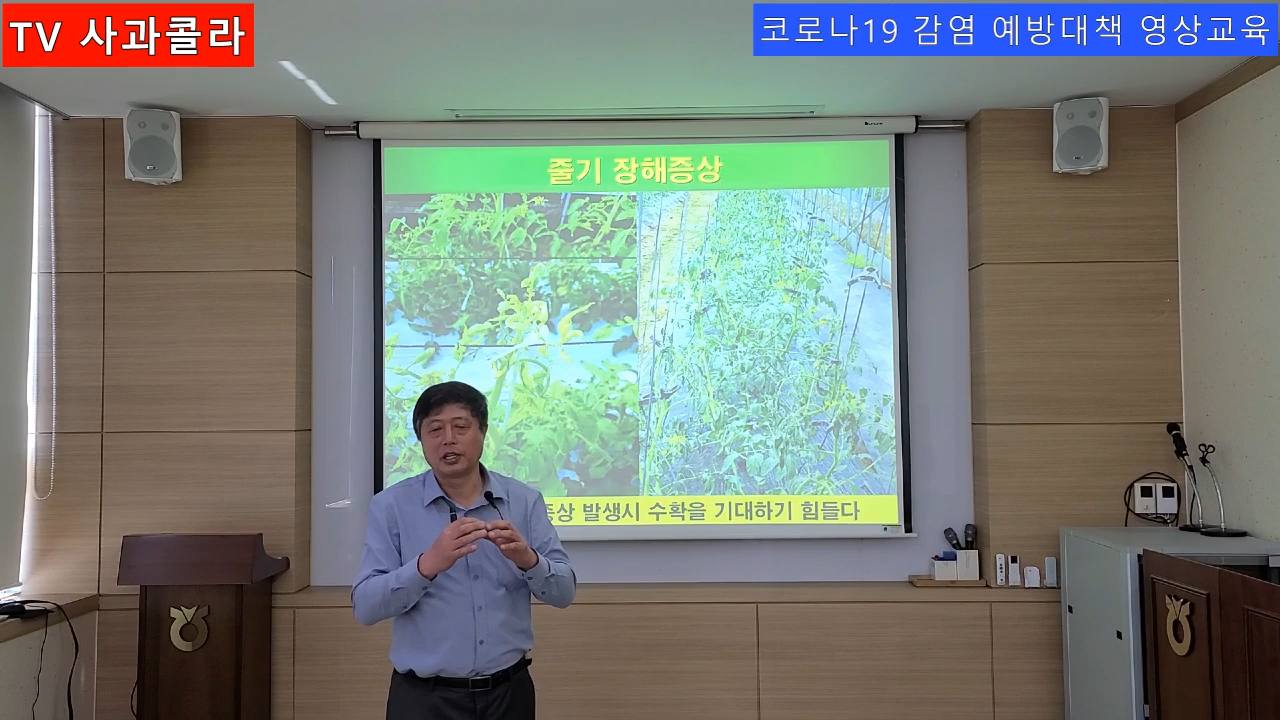 TV 사과콜라
코로나19 감염 예방대책 영상교육
줄기 장해증상
증상 발생시 수확을 기대하기 힘들다